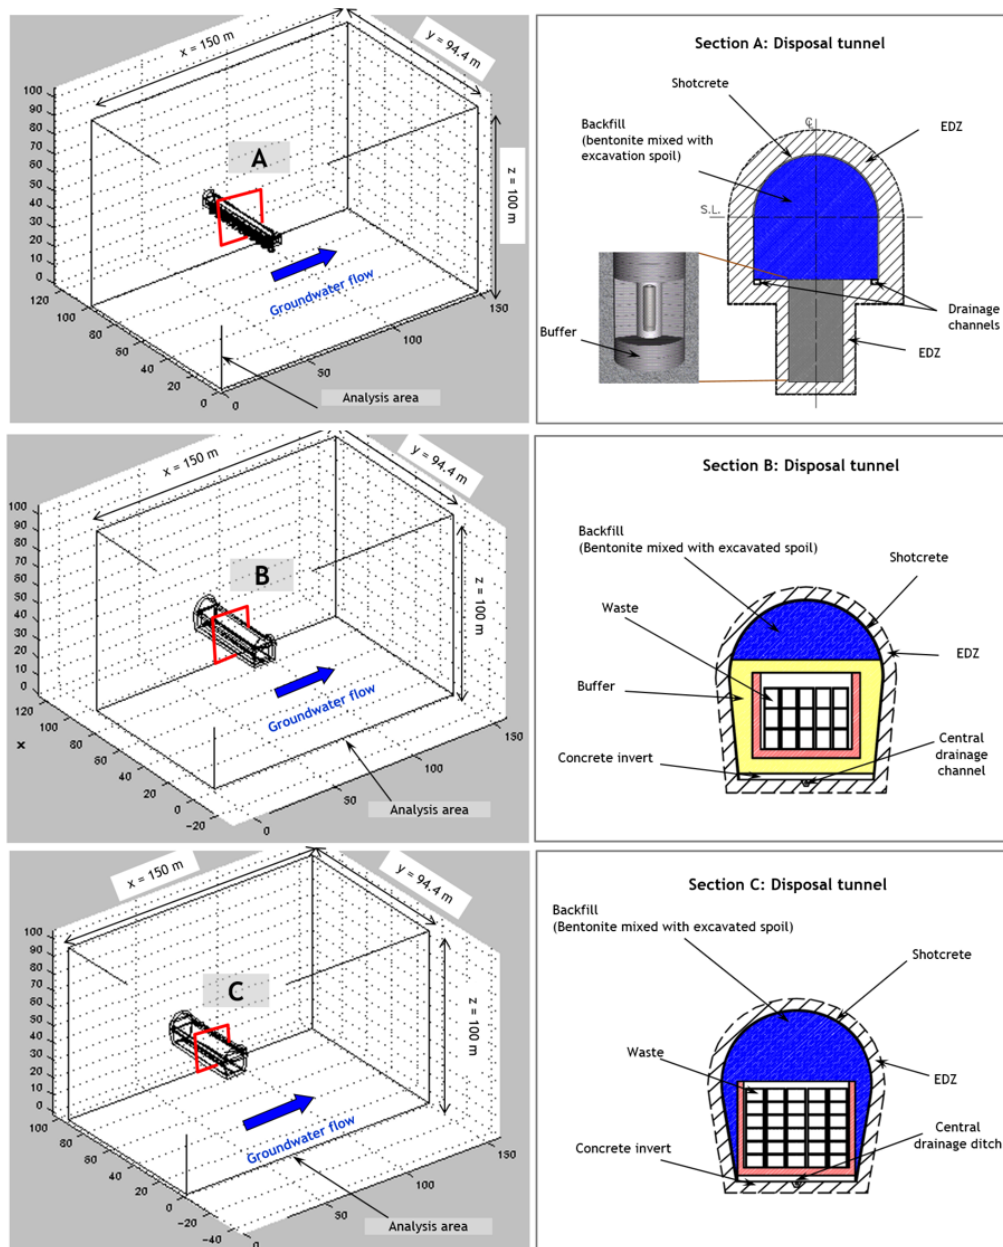 x = 150 m
y = 94.4 m
z = 100 m
A
Groundwater flow
Analysis area
100
90
80
70
60
50
40
30
20
10
0
120
100
80
60
40
20
0
0
50
100
150
Section A: Disposal tunnel
Shotcrete
Backfill
(bentonite mixed with
excavation spoil)
EDZ
S.L.
Buffer
Drainage
channels
EDZ
x = 150 m
y = 94.4 m
z = 100 m
B
Groundwater flow
Analysis area
100
90
80
70
60
50
40
30
20
10
0
120
100
80
60
40
20
0
-20
x
0
50
100
150
Section B: Disposal tunnel
Backfill
(Bentonite mixed with excavated spoil)
Shotcrete
Waste
EDZ
Buffer
Concrete invert
Central
drainage
channel
x = 150 m
y = 94.4 m
z = 100 m
C
Groundwater flow
Analysis area
100
90
80
70
60
50
40
30
20
10
0
100
80
60
40
20
0
-20
-40
0
50
100
150
Section C: Disposal tunnel
Backfill
(Bentonite mixed with excavated spoil)
Shotcrete
Waste
EDZ
Concrete invert
Central
drainage ditch